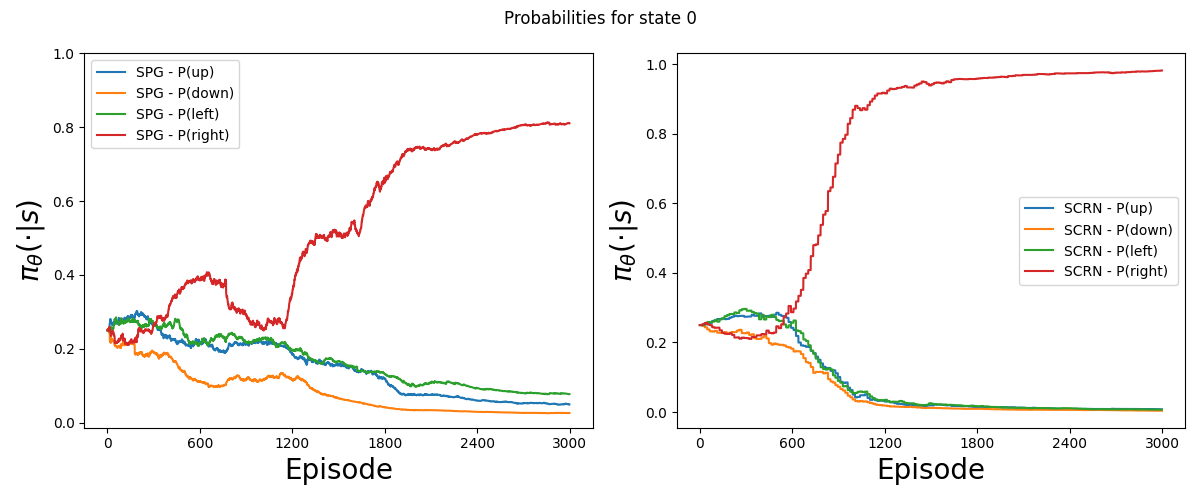 Probabilities for state 0
1.0
0.8
0.6
0.4
0.2
0.0
SPG - P(up)
SPG - P(down)
SPG - P(left)
SPG - P(right)
π_θ(·|s)
0 600 1200 1800 2400 3000
Episode
1.0
0.8
0.6
0.4
0.2
0.0
SCRN - P(up)
SCRN - P(down)
SCRN - P(left)
SCRN - P(right)
π_θ(·|s)
0 600 1200 1800 2400 3000
Episode